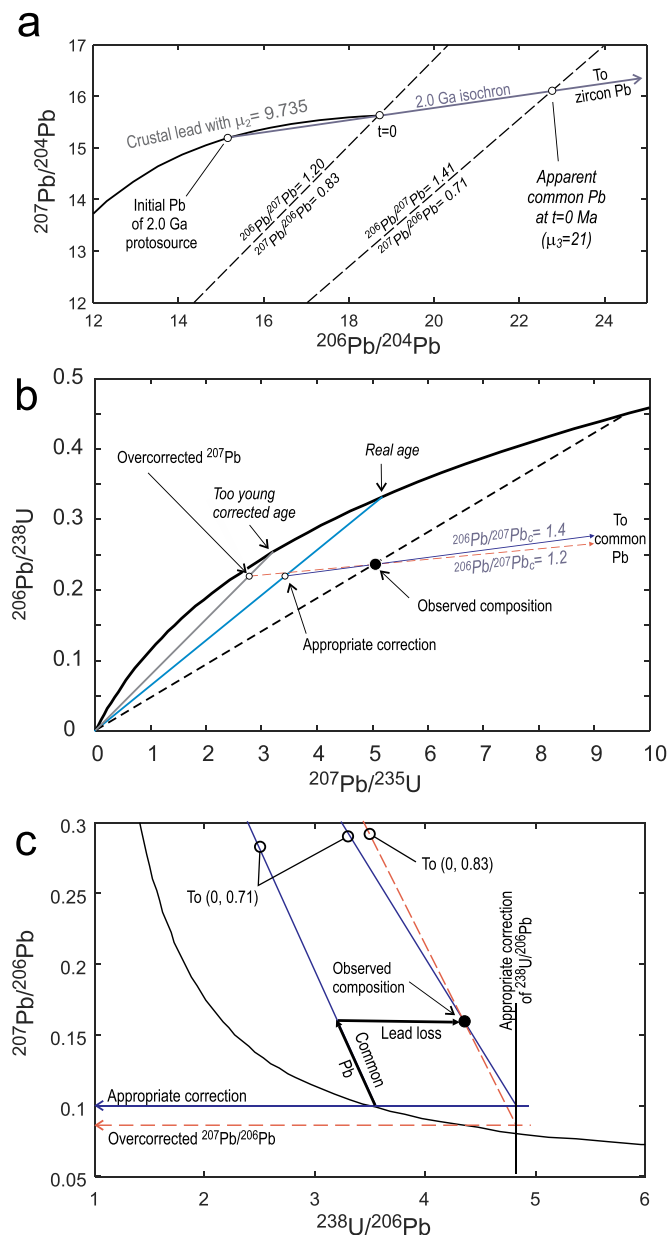 a
17
16
15
14
13
12
12
14
16
18
20
22
24
207Pb/204Pb
206Pb/204Pb
Crustal lead with μ2= 9.735
2.0 Ga isochron
To
zircon Pb
t=0
Initial Pb
of 2.0 Ga
protosource
206Pb/207Pb= 1.20
207Pb/206Pb= 0.83
206Pb/207Pb= 1.41
207Pb/206Pb= 0.71
Apparent
common Pb
at t=0 Ma
(μ3=21)
b
0.5
0.4
0.3
0.2
0.1
0
0
1
2
3
4
5
6
7
8
9
10
206Pb/238U
207Pb/235U
Overcorrected 207Pb
Real age
Too young
corrected age
206Pb/207Pbc= 1.4
206Pb/207Pbc= 1.2
To
common
Pb
Observed composition
Appropriate correction
c
0.3
0.25
0.2
0.15
0.1
0.05
1
2
3
4
5
6
207Pb/206Pb
238U/206Pb
To (0, 0.71)
To (0, 0.83)
Observed
composition
Lead loss
Common
Pb
Appropriate correction
of 238U/206Pb
Appropriate correction
Overcorrected 207Pb/206Pb